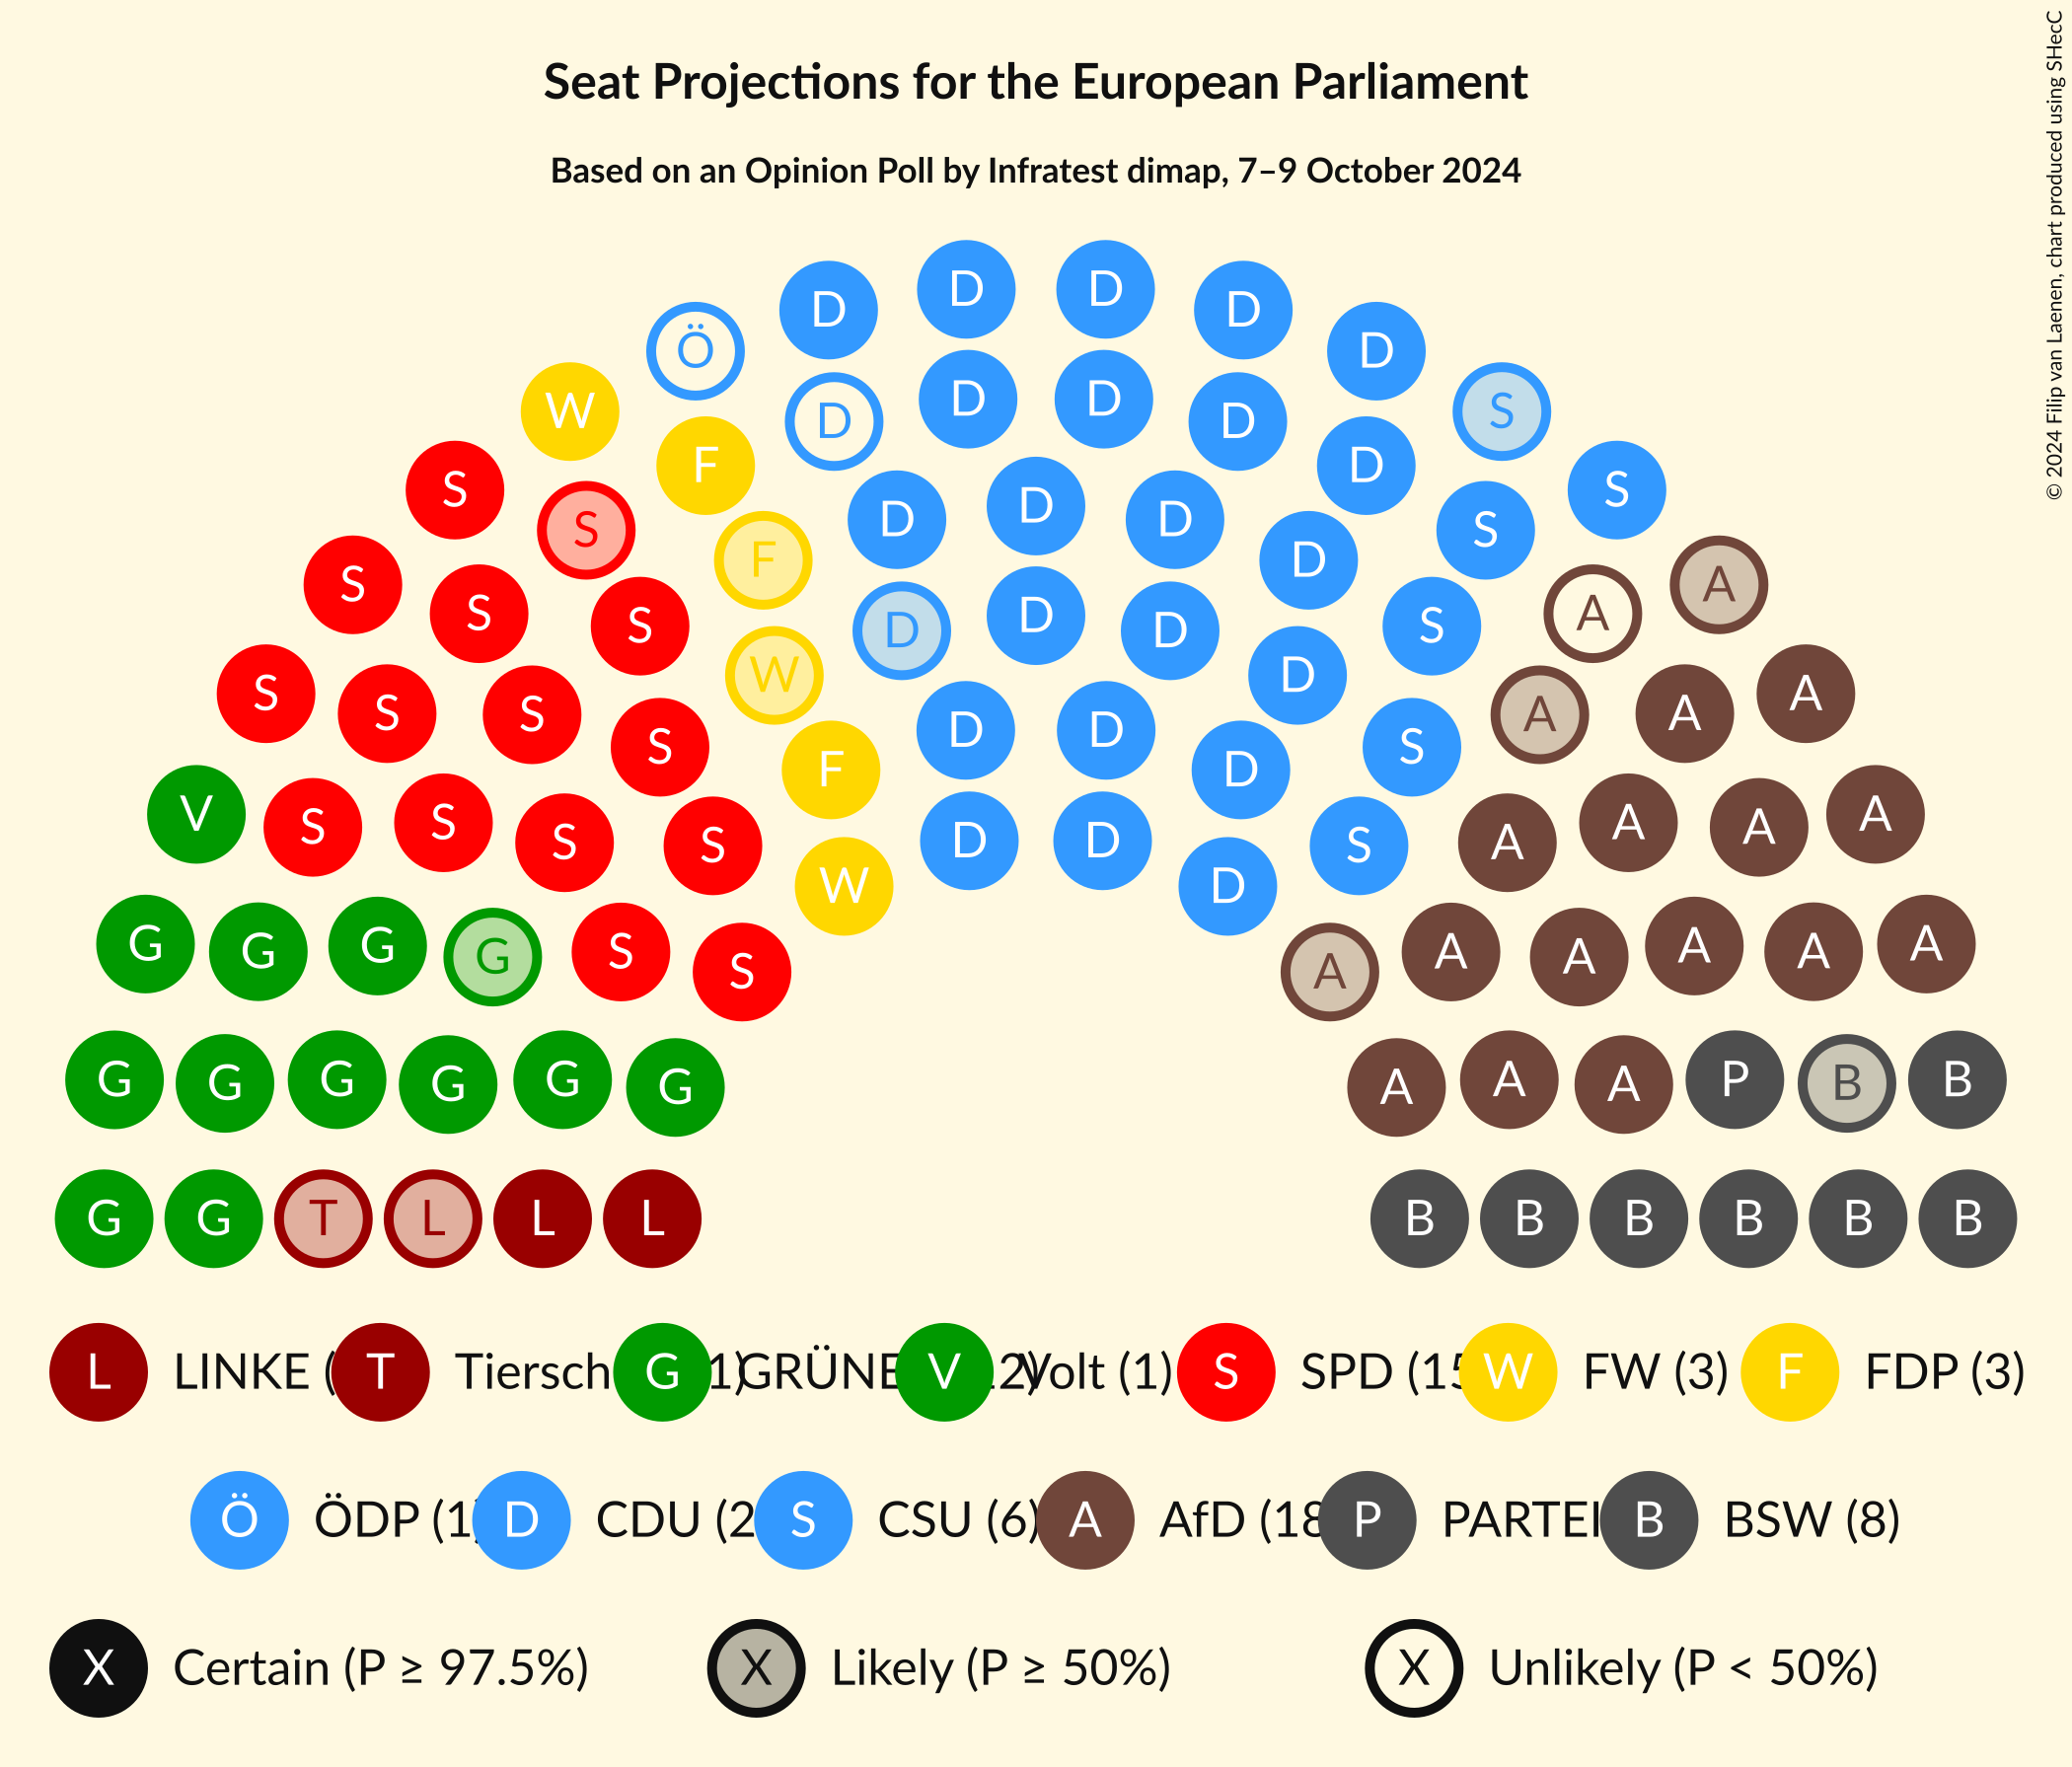 Seat Projections for the European Parliament
Based on an Opinion Poll by Infratest dimap, 7–9 October 2024
© 2024 Filip van Laenen, chart produced using SHecC
D D
D D
Ö D
D D
W S
D D
F D
S S
D
D D
S S
F D
S A
S D A
S D D S
W D
S A
S S A A
D D
S S
F D
V A
S S A A
S D D S A
S S
W D
G G G G S A A A A A
S A
G G G G G G A A A P B B
G G T L L L B B B B B B
L LINKE ( T Tiersch G 1) GRÜNE V 2) Volt (1) S SPD (15 W FW (3) F FDP (3)
Ö ÖDP (1) D CDU (2 S CSU (6) A AfD (18 P PARTEI B BSW (8)
X Certain (P ≥ 97.5%) X Likely (P ≥ 50%) X Unlikely (P < 50%)